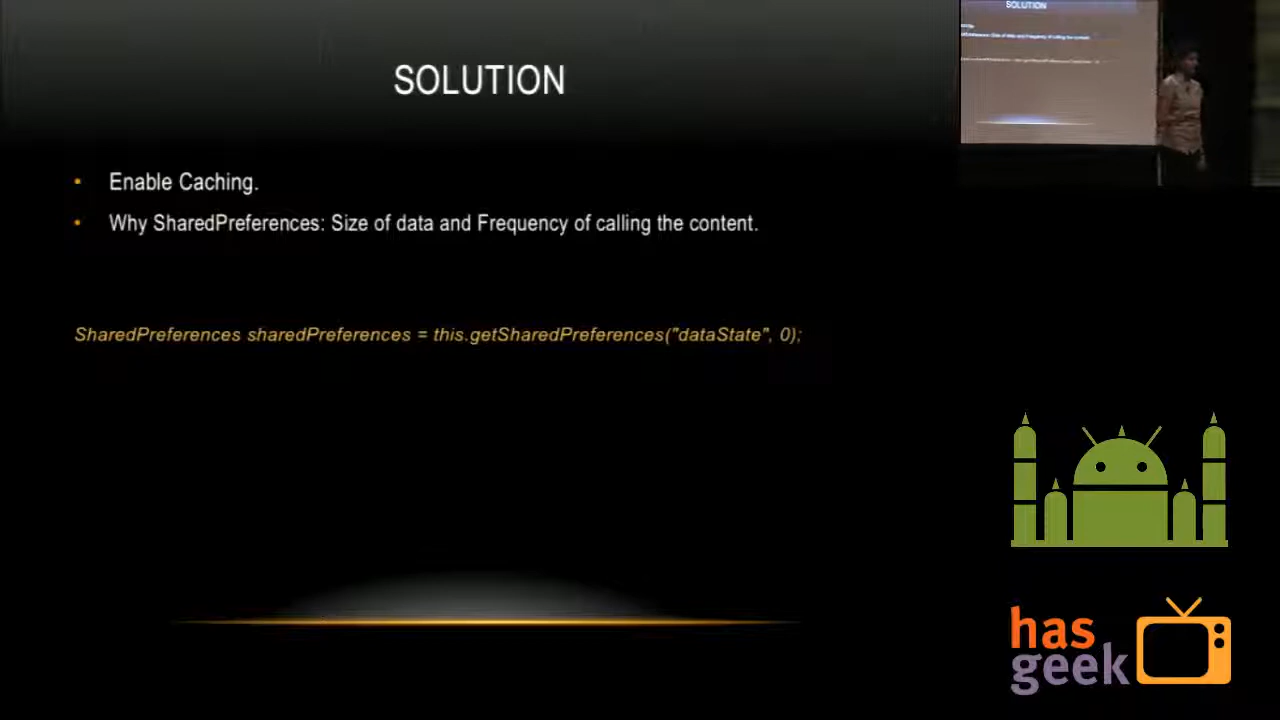 SOLUTION
SOLUTION
• Enable Caching.
• Why SharedPreferences: Size of data and Frequency of calling the content.
SharedPreferences sharedPreferences = this.getSharedPreferences("dataState", 0);
has
geek